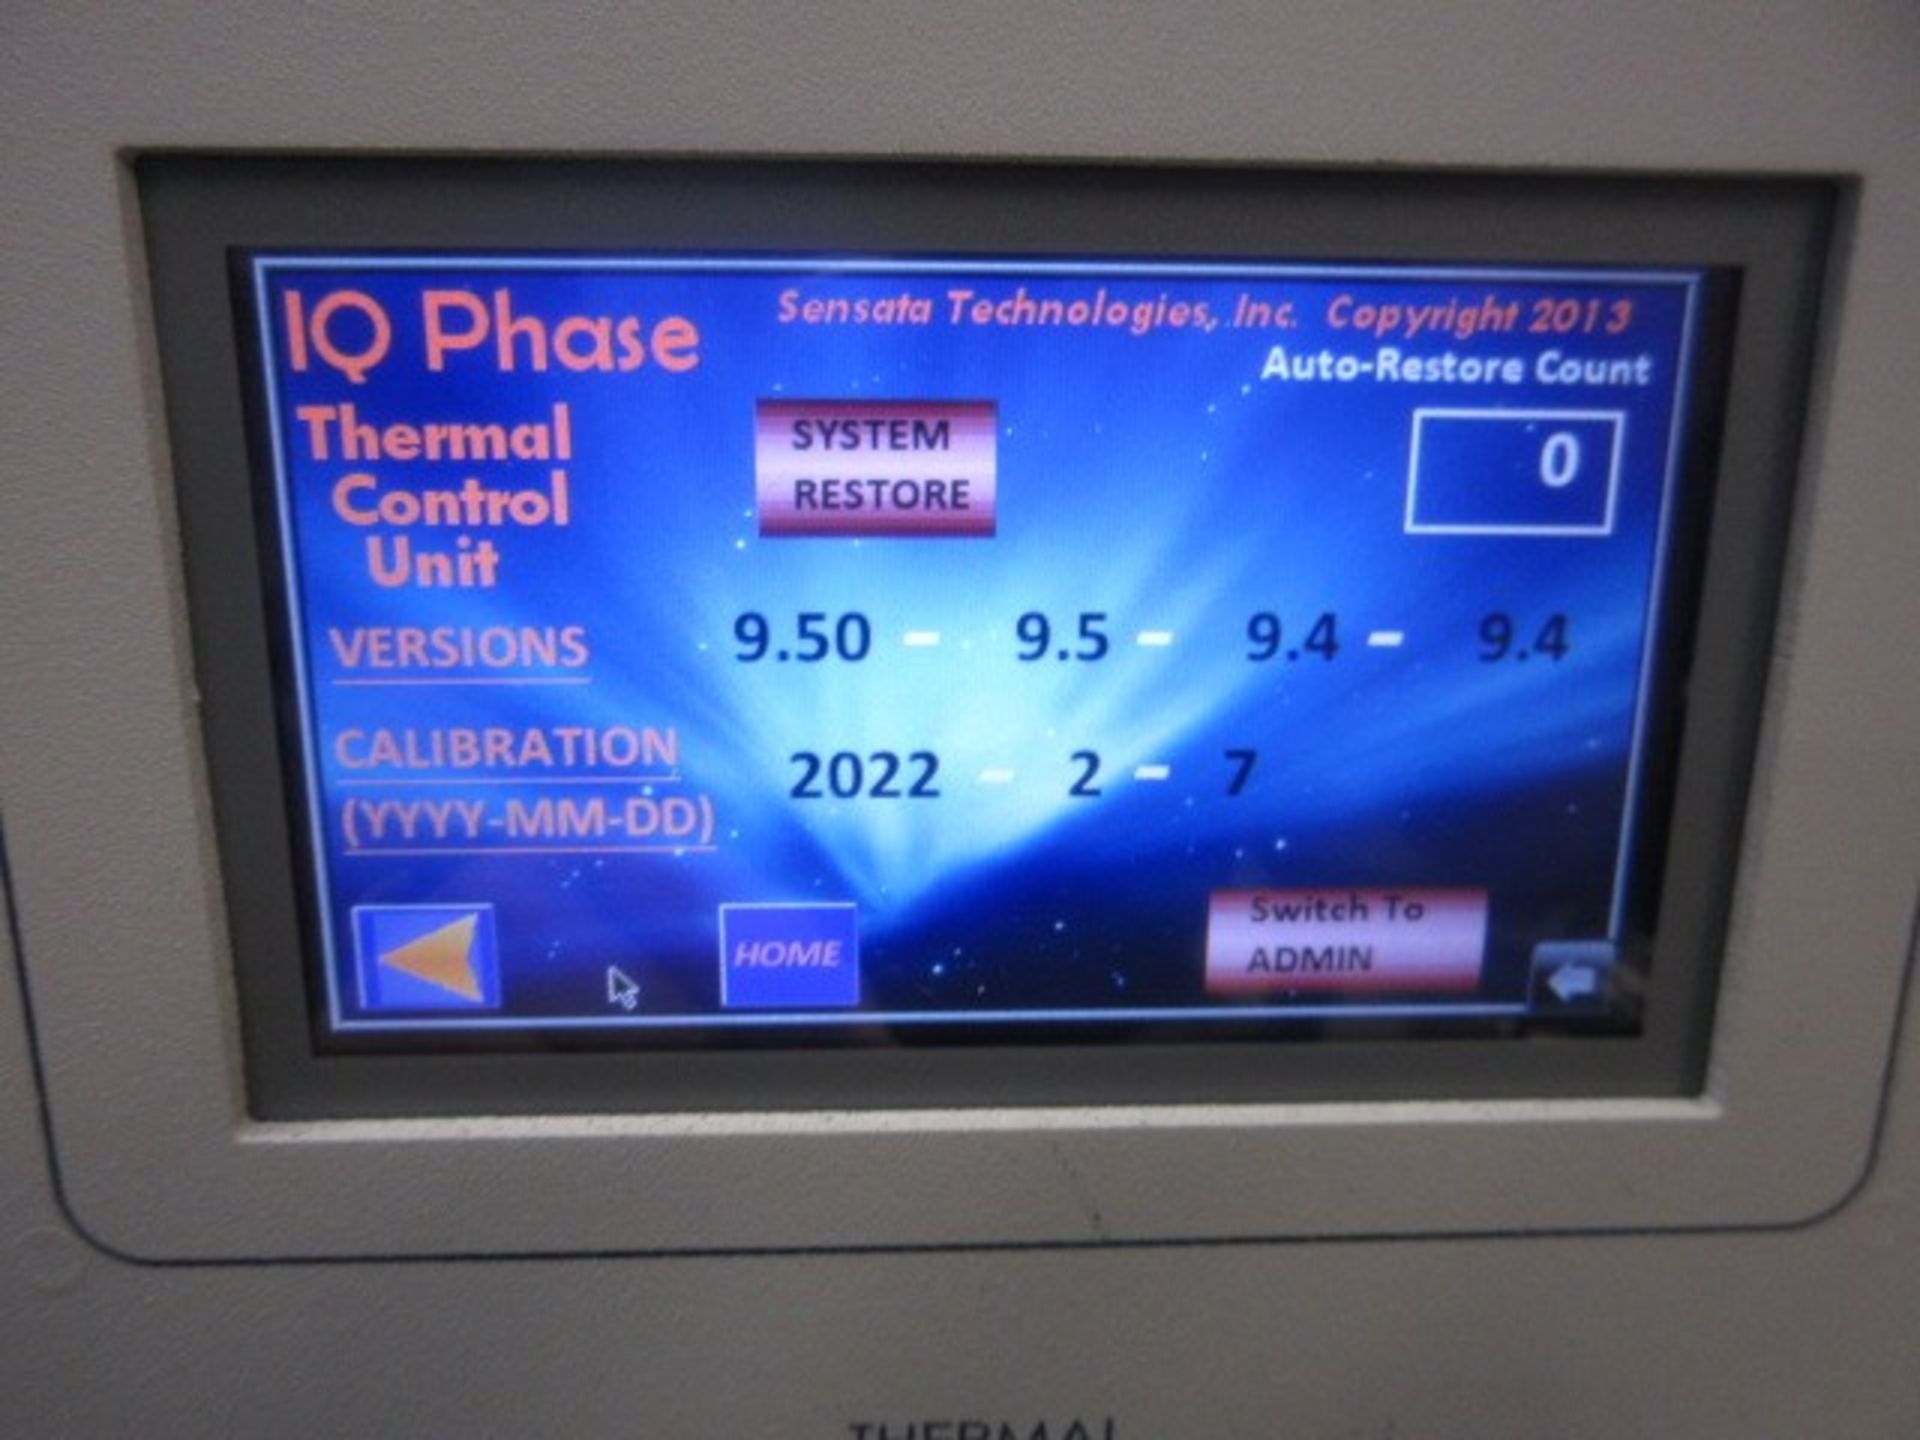 IQ Phase
Sensata Technologies, Inc. Copyright 2013
Auto-Restore Count
0
Thermal
Control
Unit
SYSTEM
RESTORE
VERSIONS
9.50 - 9.5 - 9.4 - 9.4
CALIBRATION
(YYYY-MM-DD)
2022 - 2 - 7
HOME
Switch To
ADMIN
THERMAL